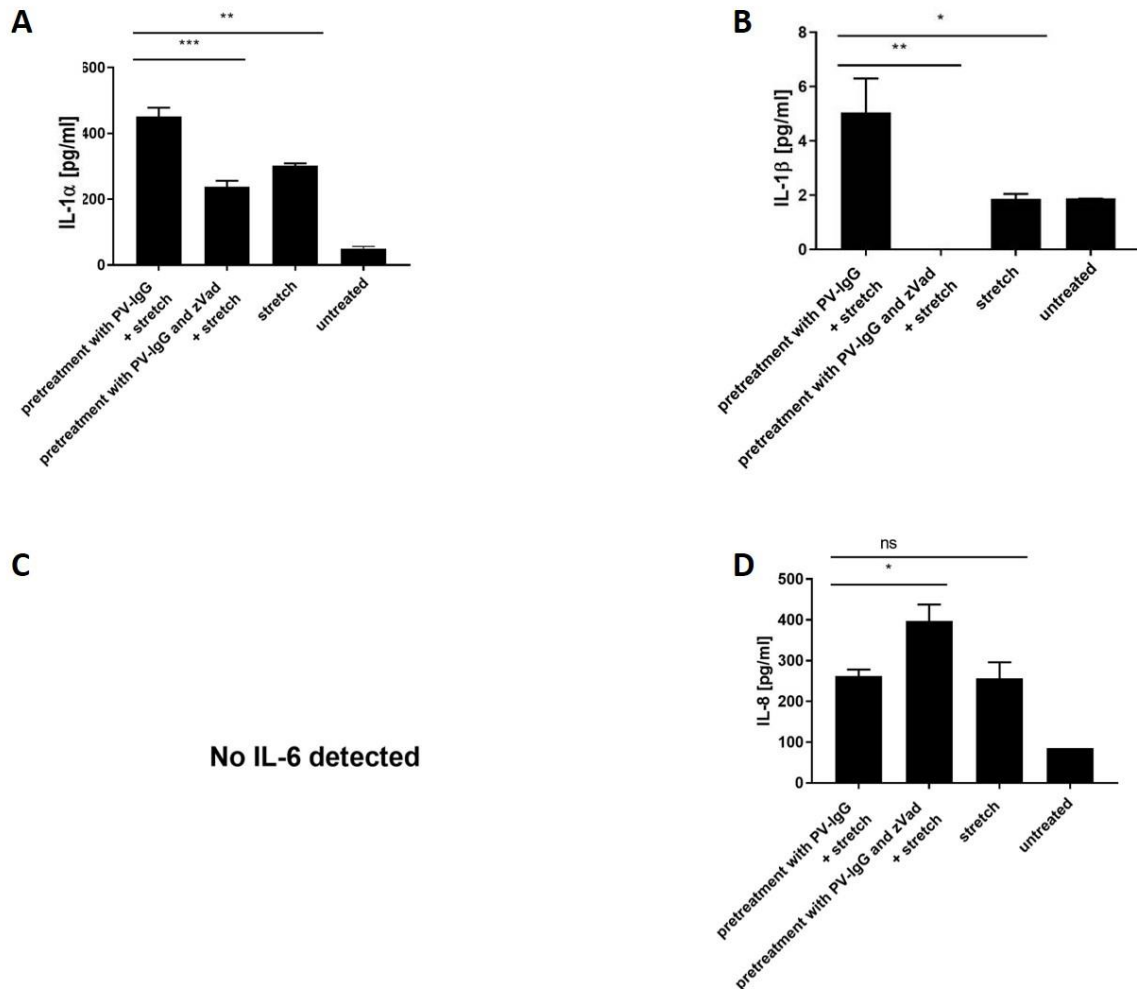 A
**
***
600
400
200
0
IL-1α [pg/ml]
pretreatment with PV-IgG
+ stretch
pretreatment with PV-IgG and zVad
+ stretch
stretch
untreated
B
*
**
8
6
4
2
0
IL-1β [pg/ml]
pretreatment with PV-IgG
+ stretch
pretreatment with PV-IgG and zVad
+ stretch
stretch
untreated
C
No IL-6 detected
D
ns
*
500
400
300
200
100
0
IL-8 [pg/ml]
pretreatment with PV-IgG
+ stretch
pretreatment with PV-IgG and zVad
+ stretch
stretch
untreated